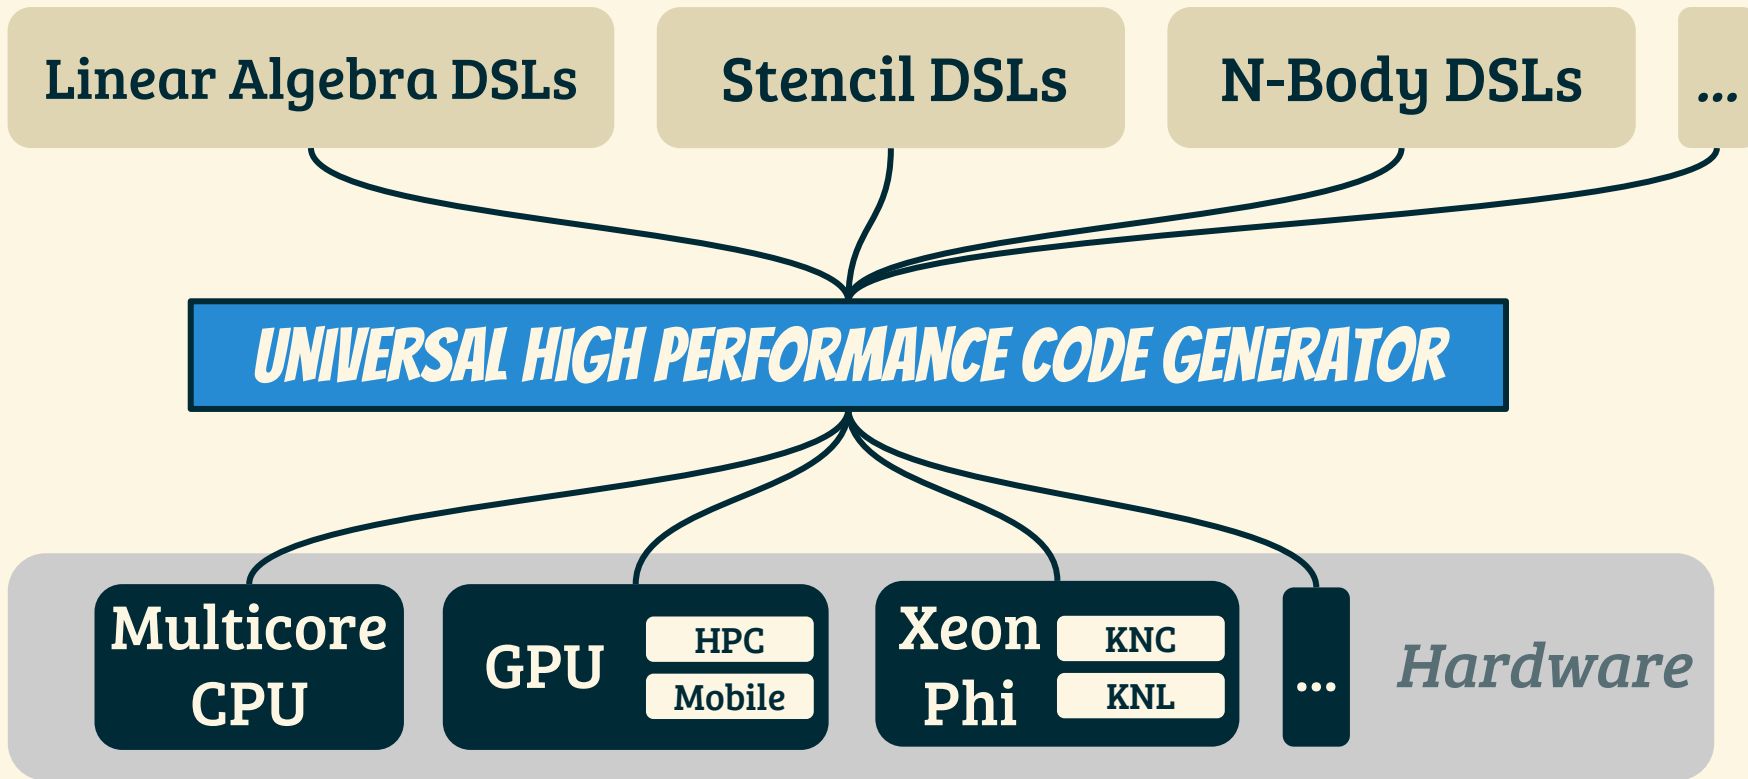 Linear Algebra DSLs
Stencil DSLs
N-Body DSLs
...
UNIVERSAL HIGH PERFORMANCE CODE GENERATOR
Multicore
CPU
GPU
HPC
Mobile
Xeon
Phi
KNC
KNL
...
Hardware